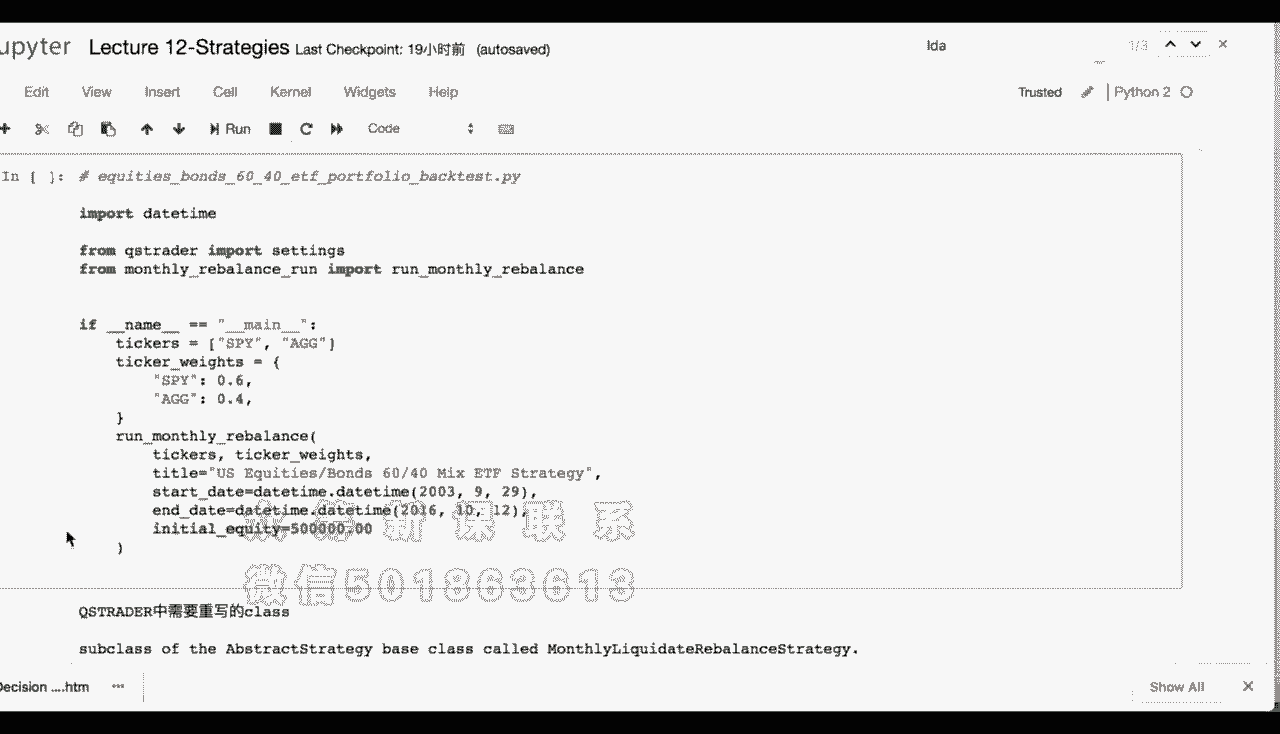 upyter Lecture 12-Strategies Last Checkpoint: 19小时前 (autosaved)
lda 1/3
Edit View Insert Cell Kernel Widgets Help
Trusted Python 2
Run Code
In [ ]: # equities_bonds_60_40_etf_portfolio_backtest.py
import datetime
from qstrader import settings
from monthly_rebalance_run import run_monthly_rebalance
if __name__ == "__main__":
tickers = ["SPY", "AGG"]
ticker_weights = {
"SPY": 0.6,
"AGG": 0.4,
}
run_monthly_rebalance(
tickers, ticker_weights,
title="US Equities/Bonds 60/40 Mix ETF Strategy",
start_date=datetime.datetime(2003, 9, 29),
end_date=datetime.datetime(2016, 10, 12),
initial_equity=500000.00
)
新课联系
微信501863613
QSTRADER中需要重写的class
subclass of the AbstractStrategy base class called MonthlyLiquidateRebalanceStrategy.
Decision ....htm
Show All